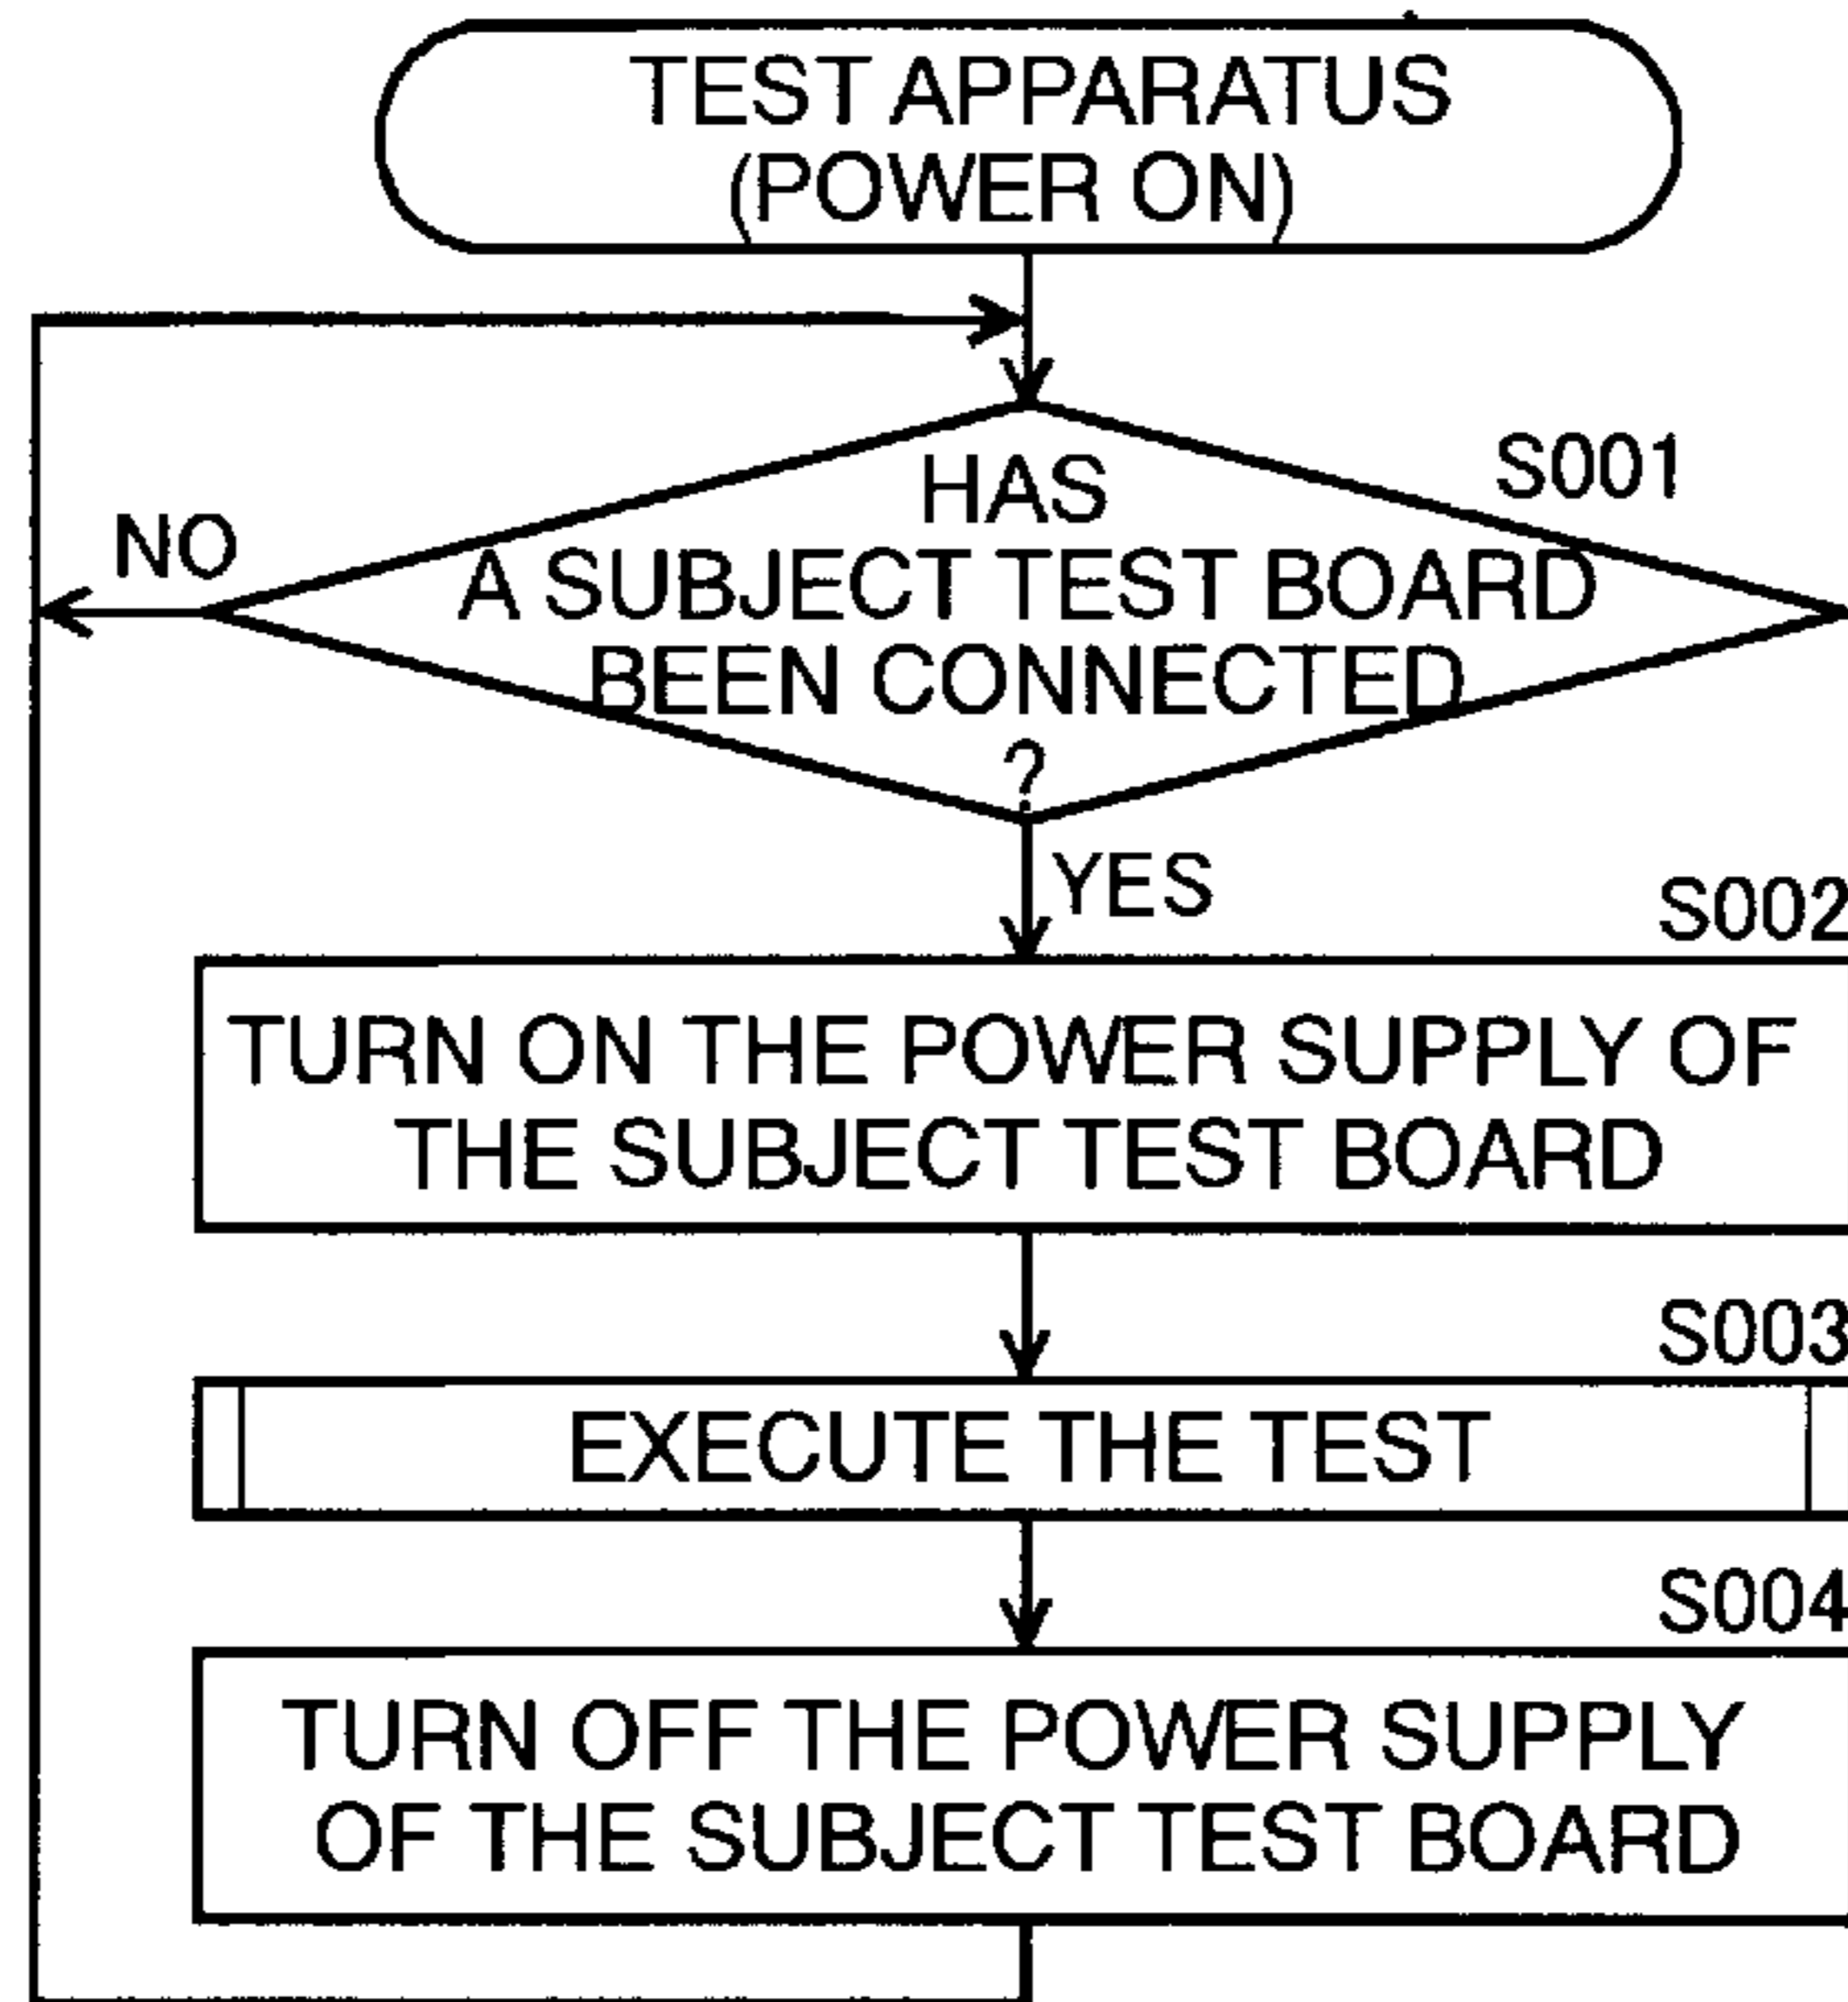 TEST APPARATUS
(POWER ON)
S001
HAS
NO
A SUBJECT TEST BOARD
BEEN CONNECTED
?
YES
S002
TURN ON THE POWER SUPPLY OF
THE SUBJECT TEST BOARD
S003
EXECUTE THE TEST
S004
TURN OFF THE POWER SUPPLY
OF THE SUBJECT TEST BOARD